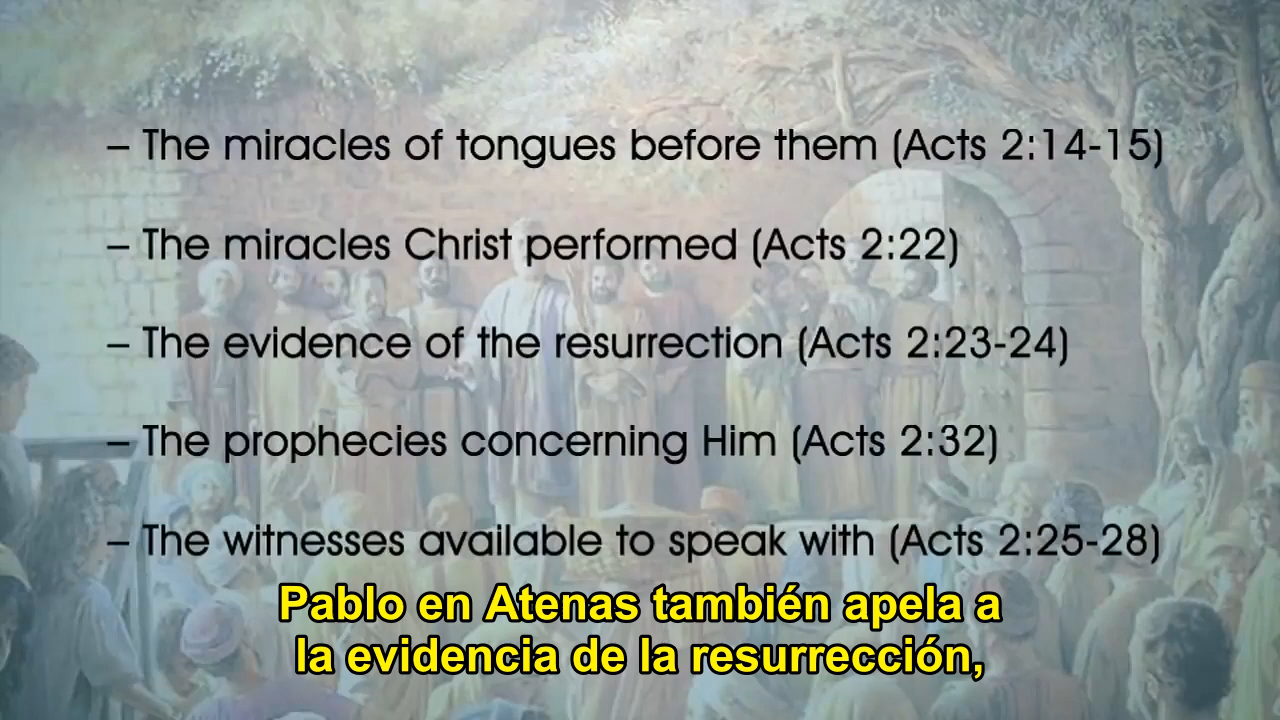 – The miracles of tongues before them (Acts 2:14-15)
– The miracles Christ performed (Acts 2:22)
– The evidence of the resurrection (Acts 2:23-24)
– The prophecies concerning Him (Acts 2:32)
– The witnesses available to speak with (Acts 2:25-28)
Pablo en Atenas también apela a
la evidencia de la resurrección,